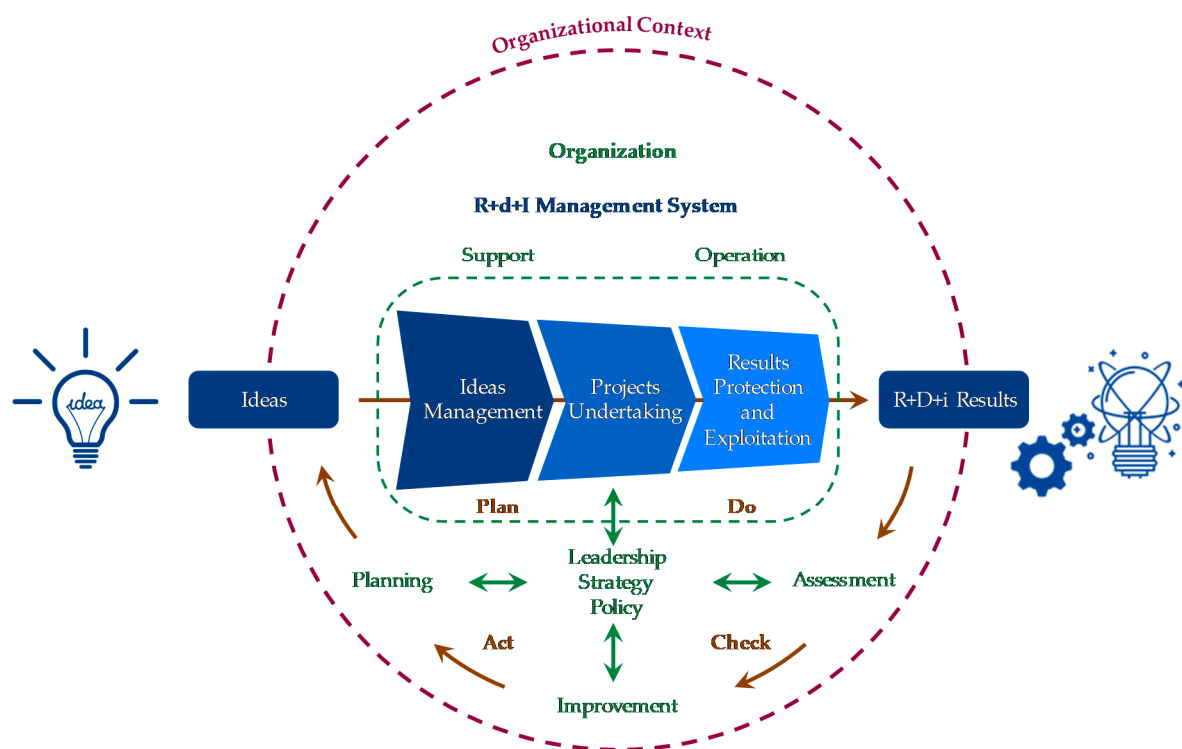 Organizational Context
Organization
R+d+I Management System
Support
Operation
idea
Ideas
Ideas
Management
Projects
Undertaking
Results
Protection
and
Exploitation
R+D+i Results
Plan
Do
Leadership
Strategy
Policy
Planning
Assessment
Act
Check
Improvement